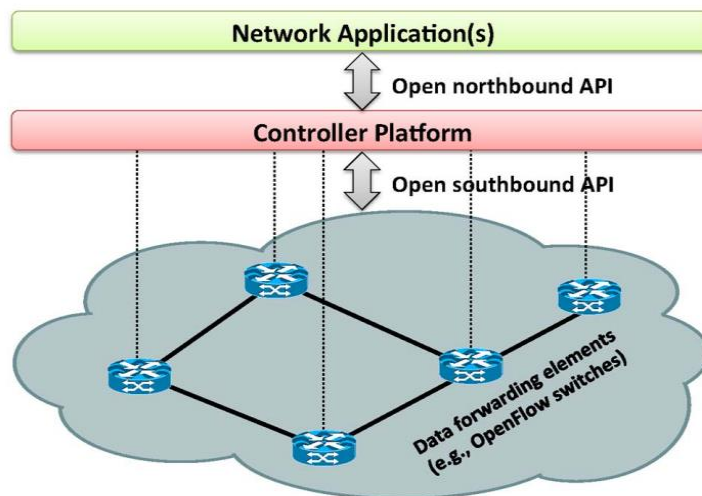 Network Application(s)
Open northbound API
Controller Platform
Open southbound API
Data forwarding elements
(e.g., OpenFlow switches)